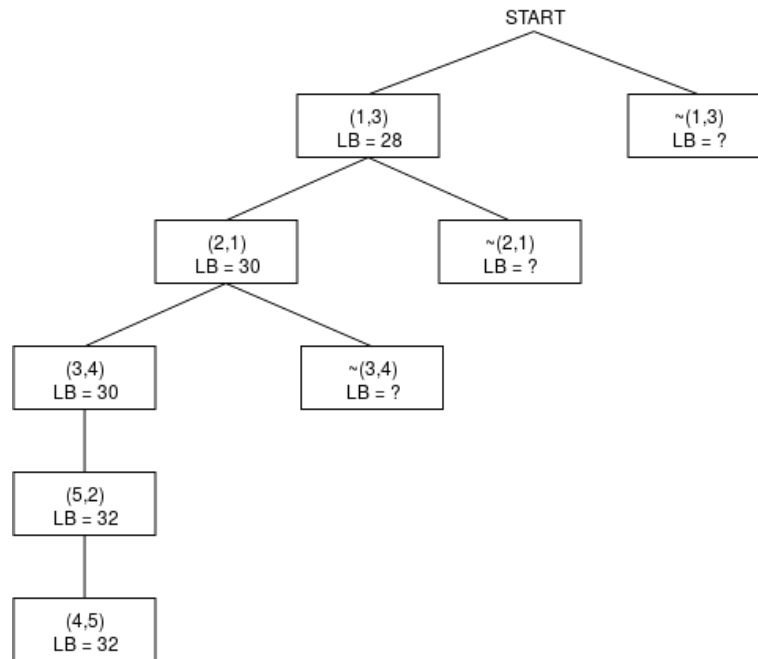 START
(1,3)
LB = 28
~(1,3)
LB = ?
(2,1)
LB = 30
~(2,1)
LB = ?
(3,4)
LB = 30
~(3,4)
LB = ?
(5,2)
LB = 32
(4,5)
LB = 32